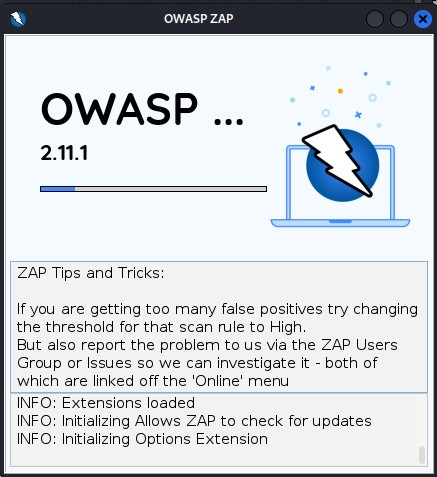 OWASP ZAP
OWASP ...
2.11.1
ZAP Tips and Tricks:
If you are getting too many false positives try changing
the threshold for that scan rule to High.
But also report the problem to us via the ZAP Users
Group or Issues so we can investigate it - both of
which are linked off the 'Online' menu
INFO: Extensions loaded
INFO: Initializing Allows ZAP to check for updates
INFO: Initializing Options Extension